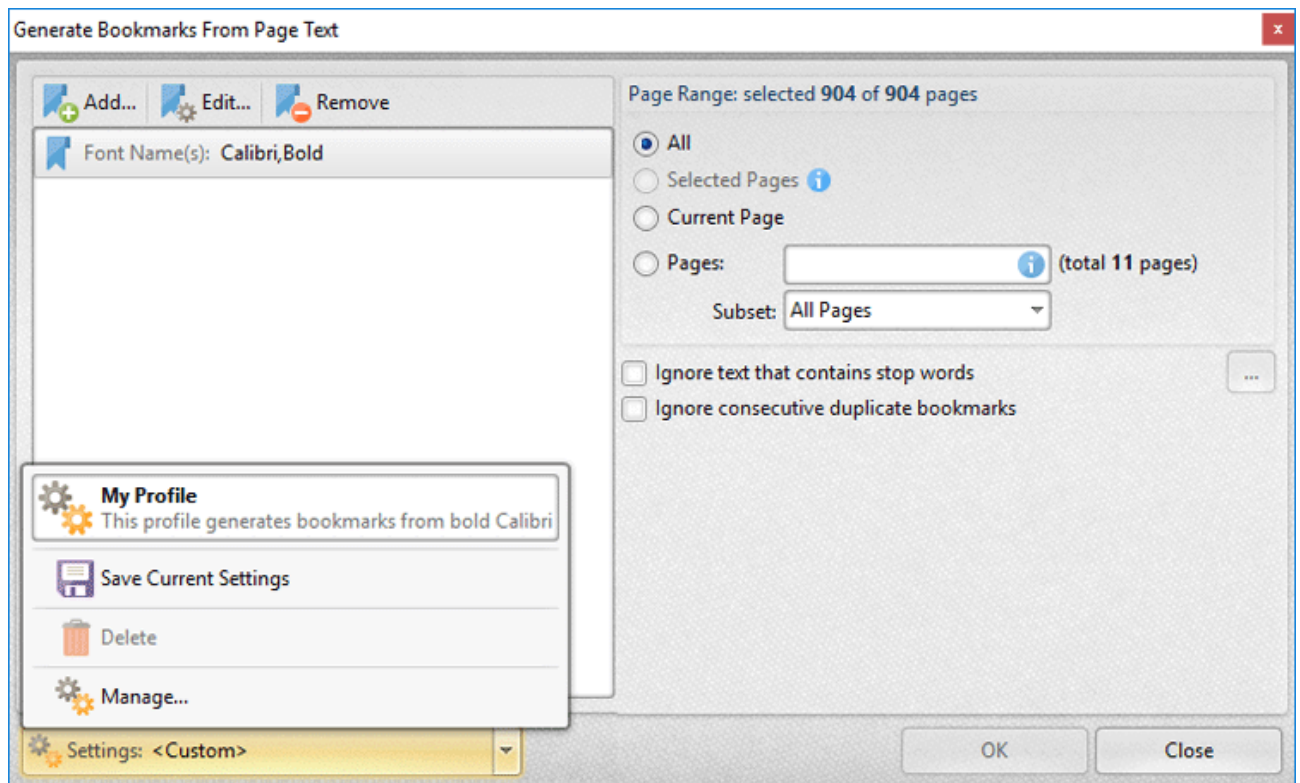 Generate Bookmarks From Page Text
x
Add... Edit... Remove
Font Name(s): Calibri,Bold
Page Range: selected 904 of 904 pages
All
Selected Pages i
Current Page
Pages: i (total 11 pages)
Subset: All Pages
Ignore text that contains stop words ...
Ignore consecutive duplicate bookmarks
My Profile
This profile generates bookmarks from bold Calibri
Save Current Settings
Delete
Manage...
Settings: <Custom>
OK Close